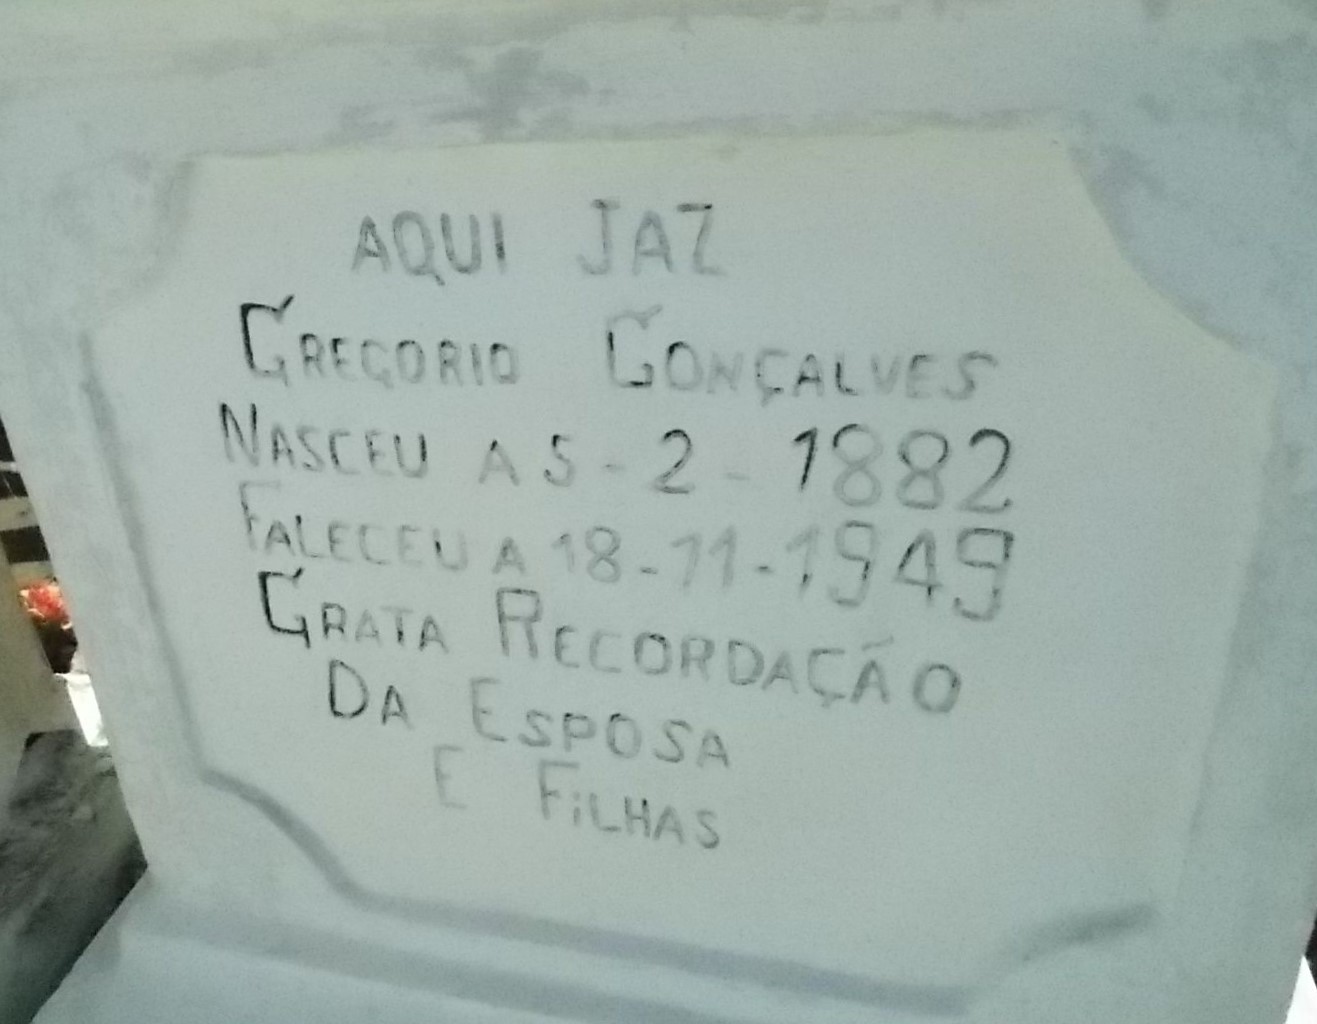 AQUI JAZ
GREGORIO GONÇALVES
NASCEU A 5-2-1882
FALECEU A 18-11-1949
GRATA RECORDAÇÃO
DA ESPOSA
E FiLHAS